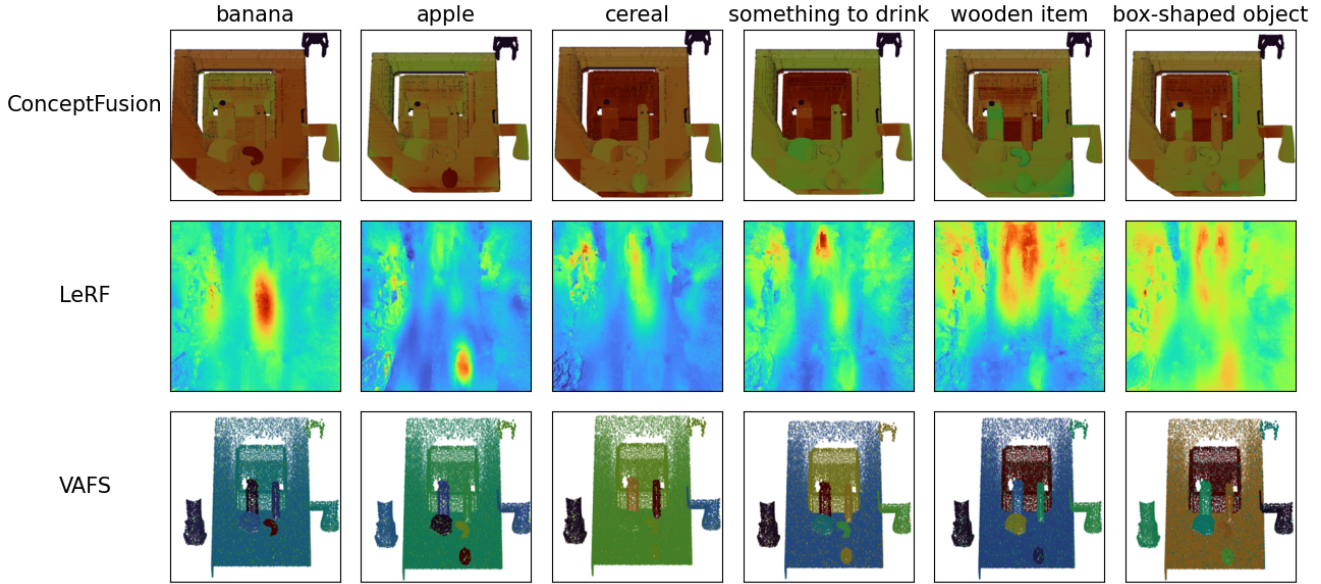 banana apple cereal something to drink wooden item box-shaped object
ConceptFusion
LeRF
VAFS